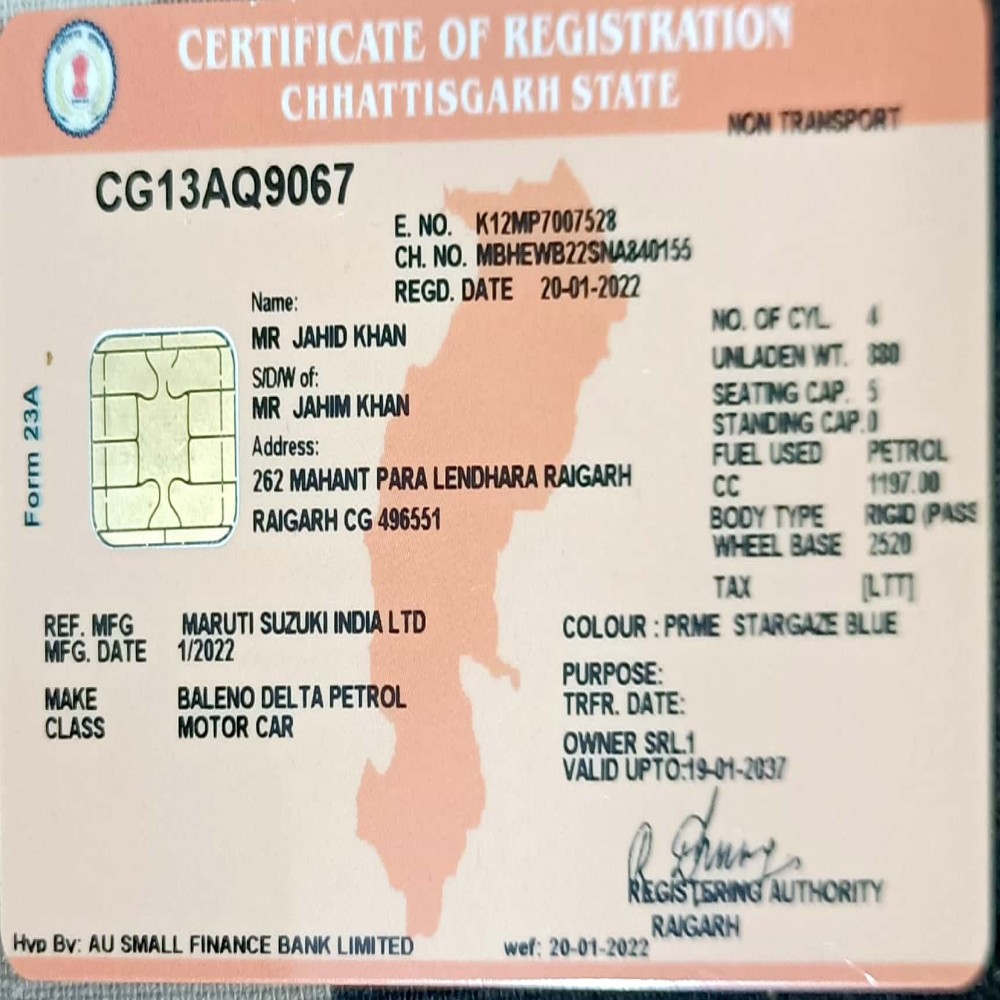 CERTIFICATE OF REGISTRATION
CHHATTISGARH STATE
NON TRANSPORT
CG13AQ9067
E. NO. K12MP7007528
CH. NO. MBHEWB22SNA840155
REGD. DATE 20-01-2022
Name:
MR JAHID KHAN
S/D/W of:
MR JAHIM KHAN
Address:
262 MAHANT PARA LENDHARA RAIGARH
RAIGARH CG 496551
Form 23A
NO. OF CYL. 4
UNLADEN WT. 880
SEATING CAP. 5
STANDING CAP.0
FUEL USED PETROL
CC 1197.00
BODY TYPE RIGID (PASS
WHEEL BASE 2520
TAX [LTT]
REF. MFG MARUTI SUZUKI INDIA LTD
MFG. DATE 1/2022
MAKE BALENO DELTA PETROL
CLASS MOTOR CAR
COLOUR : PRME STARGAZE BLUE
PURPOSE:
TRFR. DATE:
OWNER SRL.1
VALID UPTO:19-01-2037
REGISTERING AUTHORITY
RAIGARH
Hyp By: AU SMALL FINANCE BANK LIMITED
wef: 20-01-2022